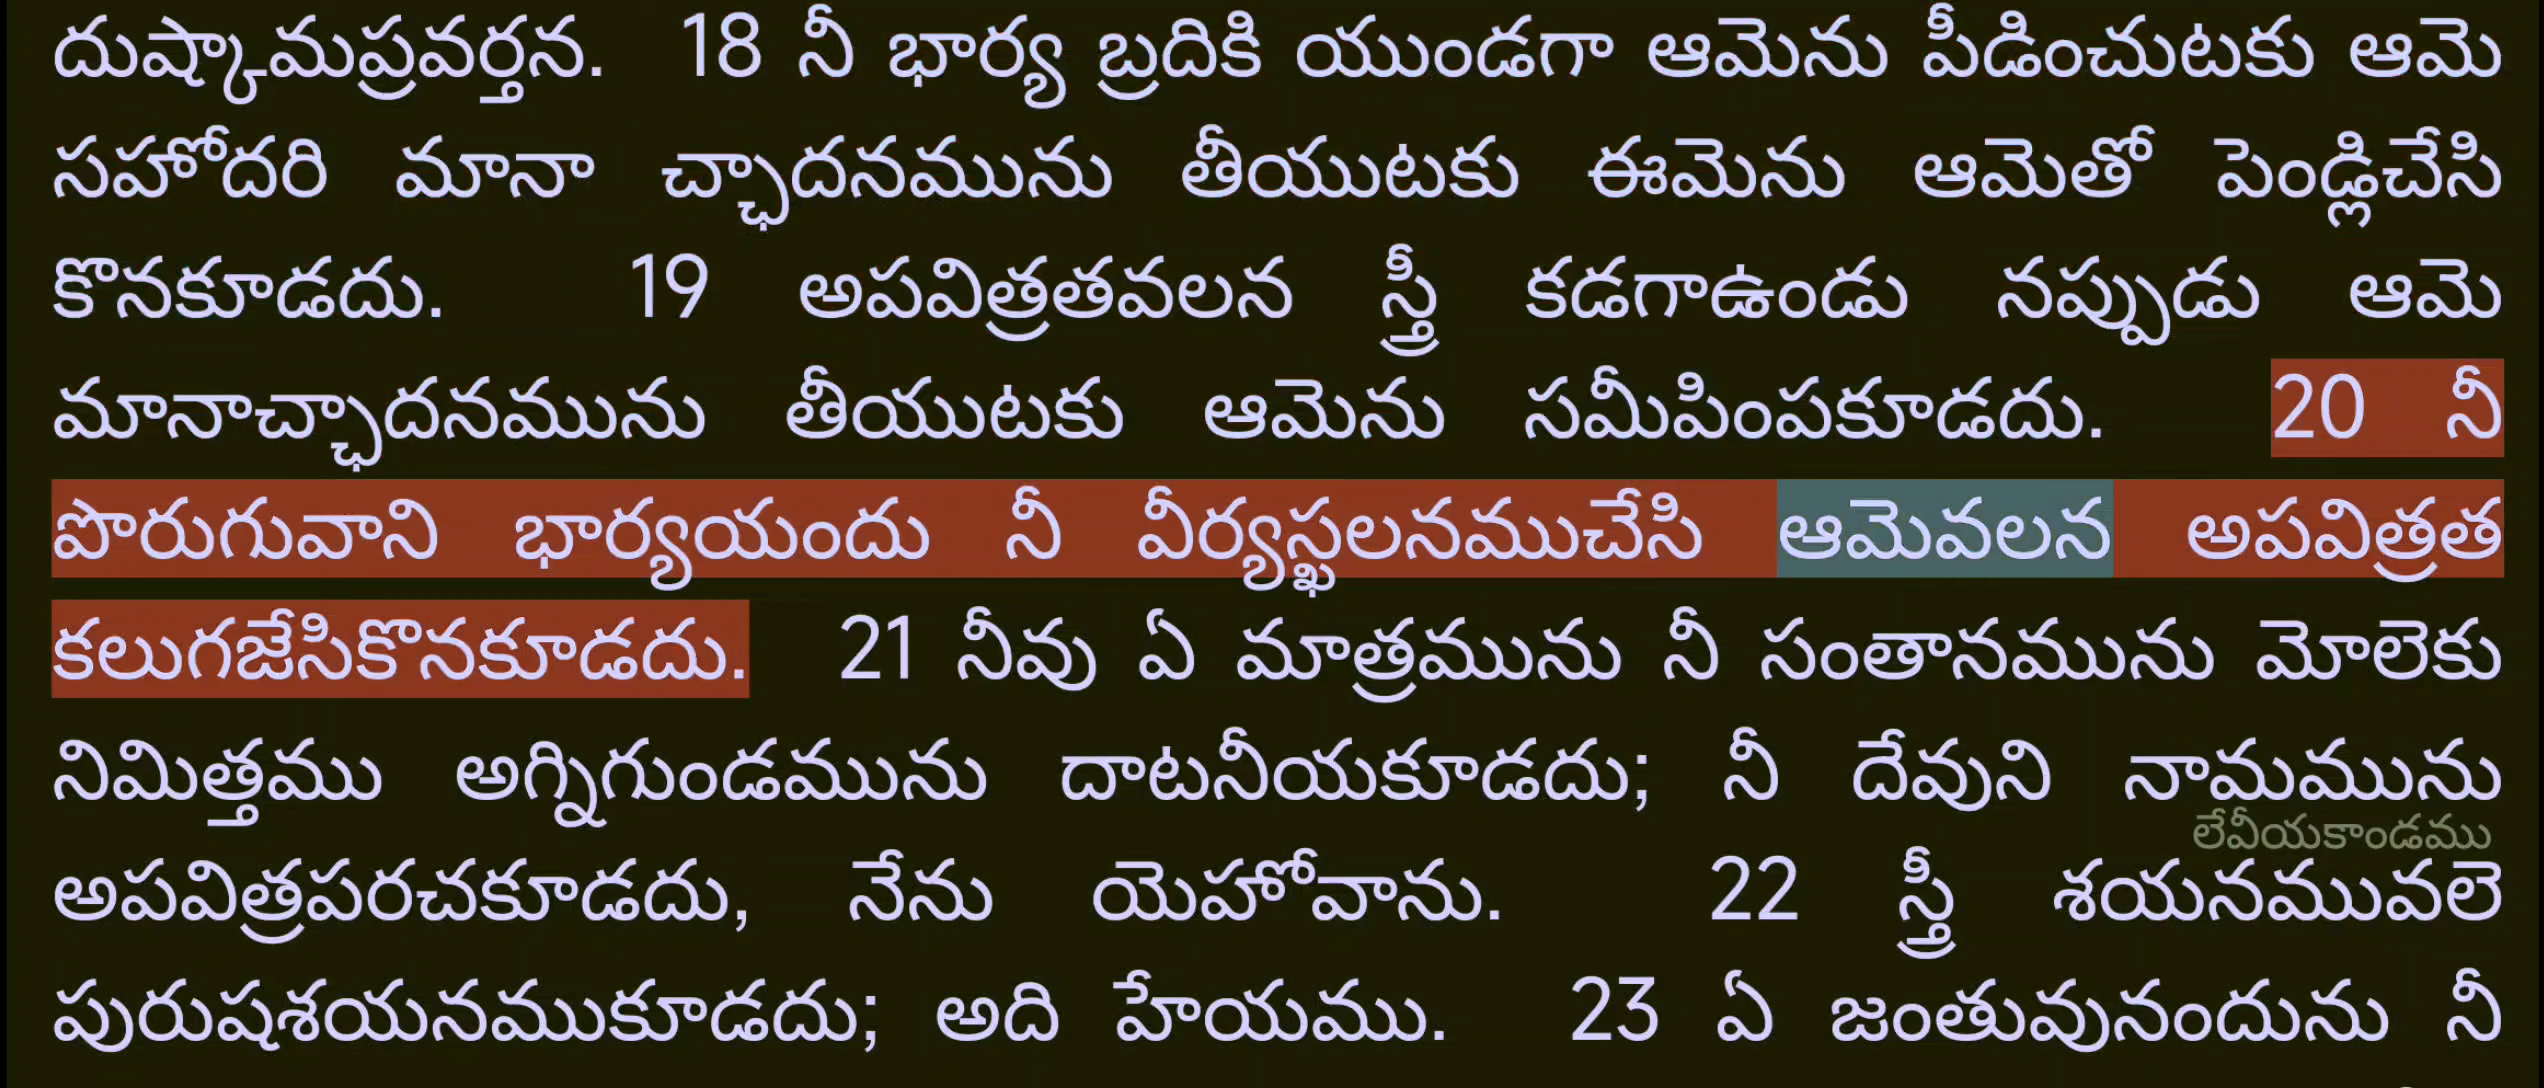 దుష్కామప్రవర్తన. 18 నీ భార్య బ్రదికి యుండగా ఆమెను పీడించుటకు ఆమె
సహోదరి మానా చ్ఛాదనమును తీయుటకు ఈమెను ఆమెతో పెండ్లిచేసి
కొనకూడదు. 19 అపవిత్రతవలన స్త్రీ కడగాఉండు నప్పుడు ఆమె
మానాచ్ఛాదనమును తీయుటకు ఆమెను సమీపింపకూడదు. 20 నీ
పొరుగువాని భార్యయందు నీ వీర్యస్ఖలనముచేసి ఆమెవలన అపవిత్రత
కలుగజేసికొనకూడదు. 21 నీవు ఏ మాత్రమును నీ సంతానమును మోలెకు
నిమిత్తము అగ్నిగుండమును దాటనీయకూడదు; నీ దేవుని నామమును
లేవీయకాండము
అపవిత్రపరచకూడదు, నేను యెహోవాను. 22 స్త్రీ శయనమువలె
పురుషశయనముకూడదు; అది హేయము. 23 ఏ జంతువునందును నీ